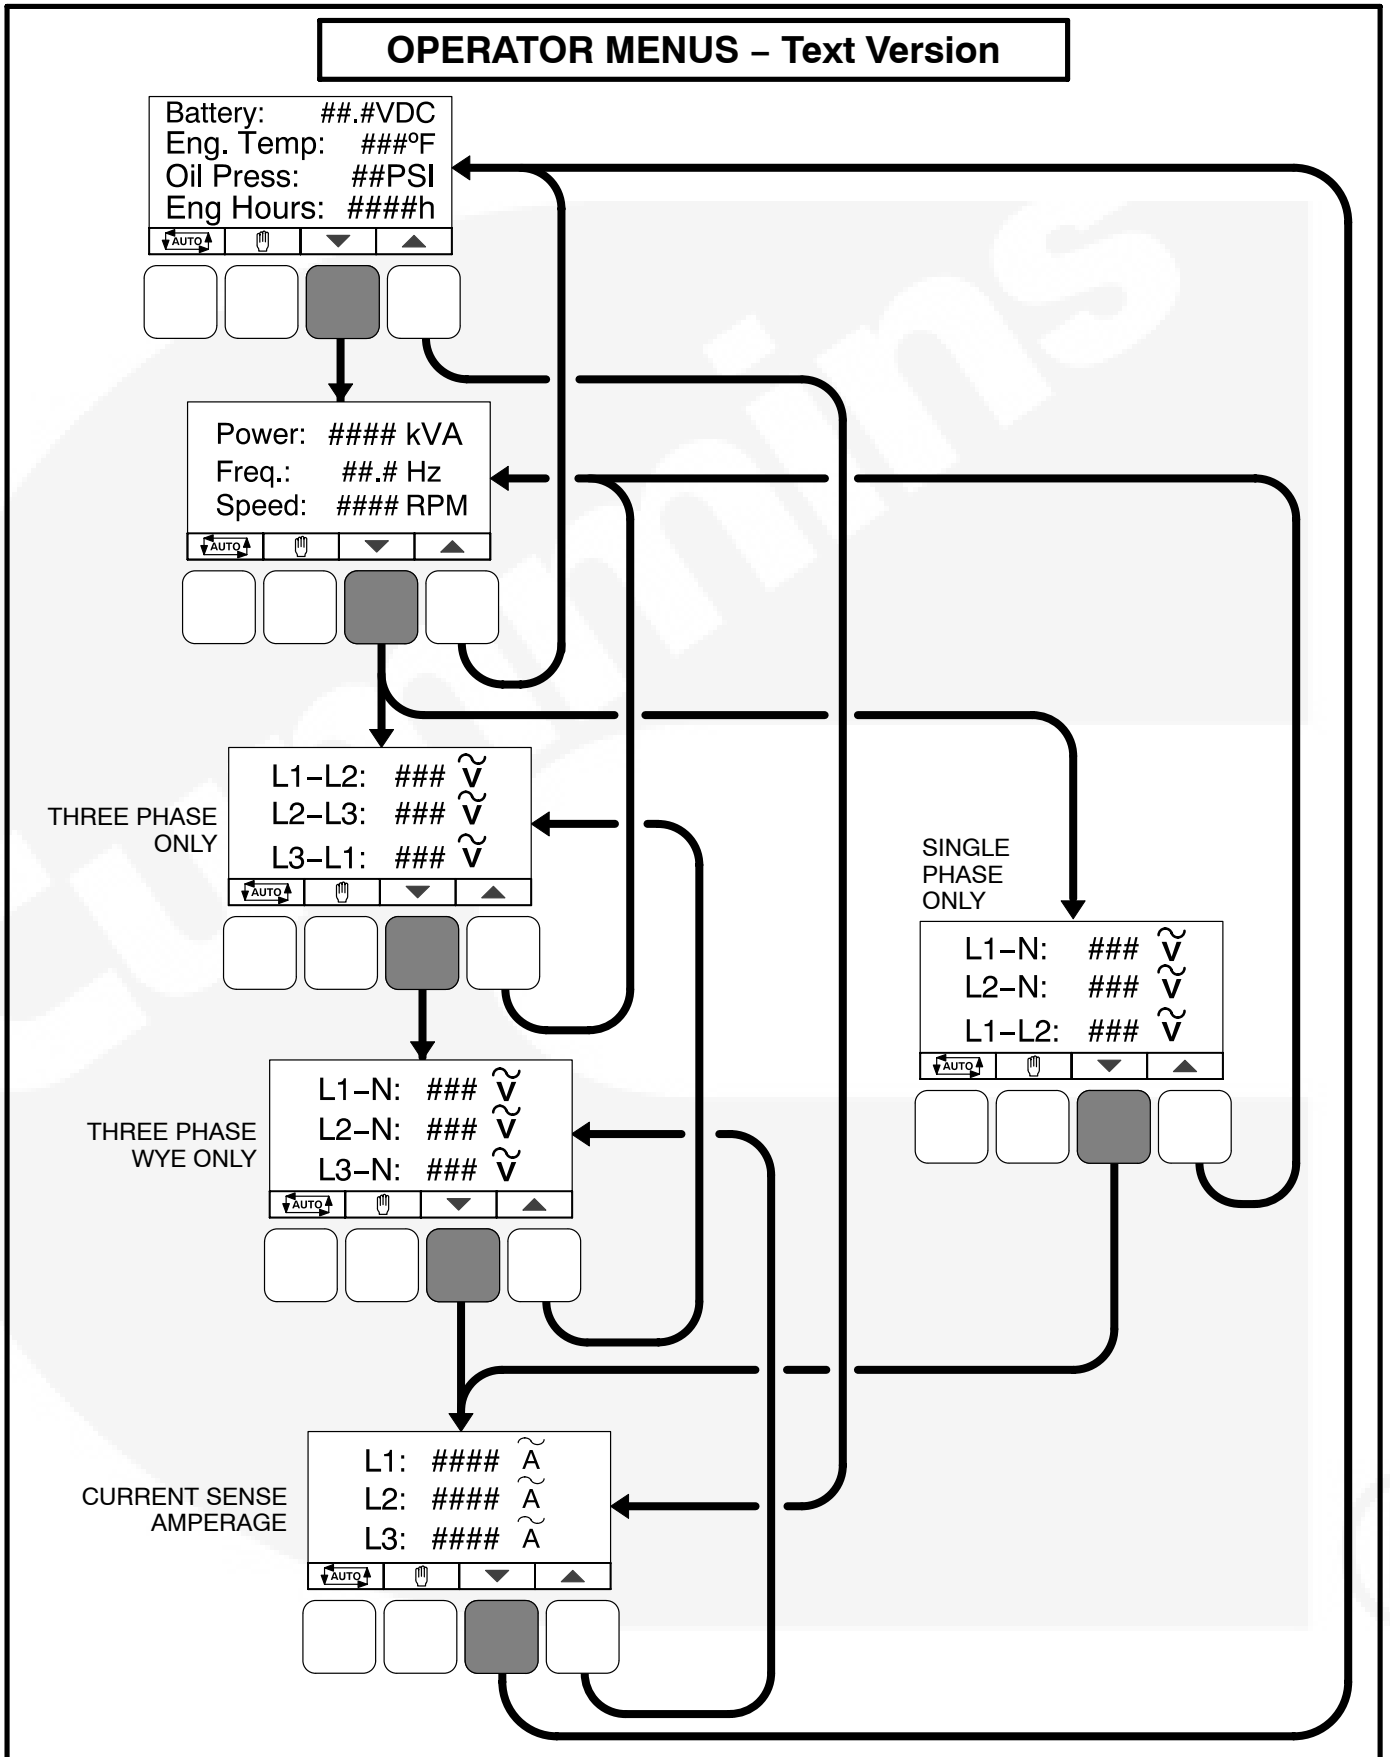 OPERATOR MENUS – Text Version
Battery: ##.#VDC
Eng. Temp: ###ºF
Oil Press: ##PSI
Eng Hours: ####h
AUTO
Power: #### kVA
Freq.: ##.# Hz
Speed: #### RPM
AUTO
THREE PHASE
ONLY
L1–L2: ### V
L2–L3: ### V
L3–L1: ### V
AUTO
SINGLE
PHASE
ONLY
L1–N: ### V
L2–N: ### V
L1–L2: ### V
AUTO
THREE PHASE
WYE ONLY
L1–N: ### V
L2–N: ### V
L3–N: ### V
AUTO
CURRENT SENSE
AMPERAGE
L1: #### A
L2: #### A
L3: #### A
AUTO
cummins